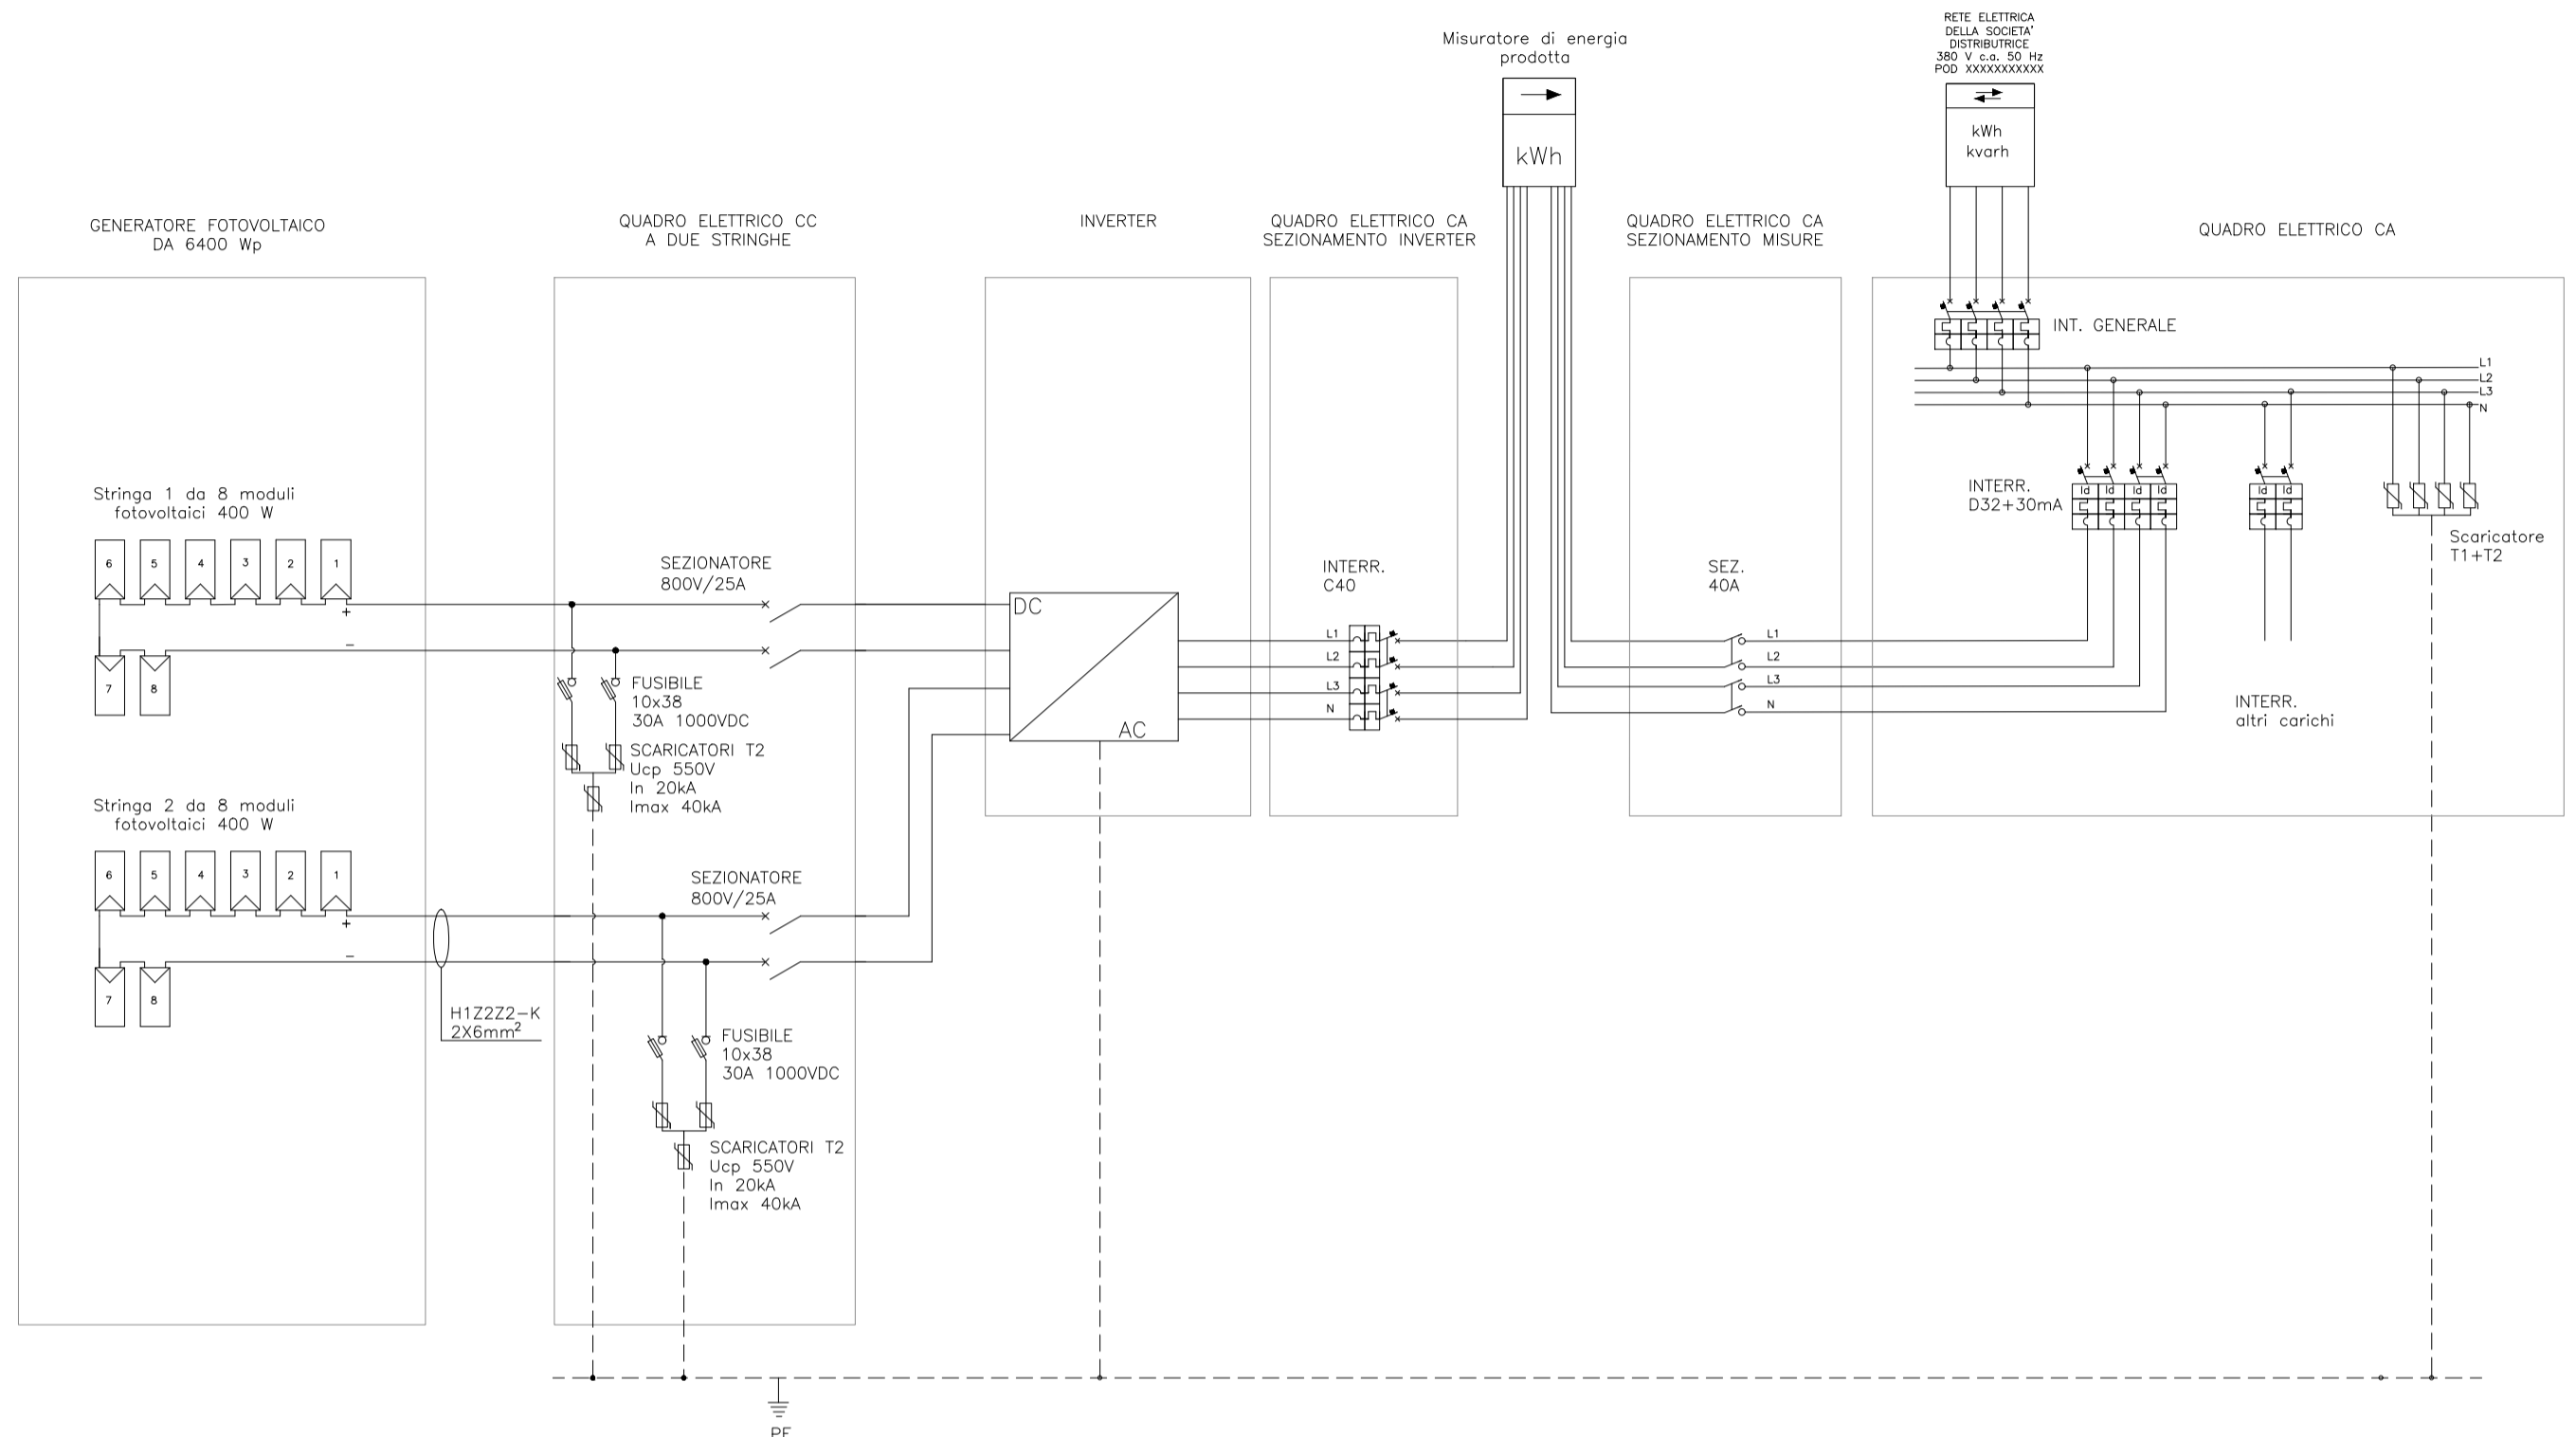 RETE ELETTRICA
DELLA SOCIETA'
DISTRIBUTRICE
380 V c.a. 50 Hz
POD XXXXXXXXXXX
Misuratore di energia
prodotta
kWh
kWh
kvarh
GENERATORE FOTOVOLTAICO
DA 6400 Wp
QUADRO ELETTRICO CC
A DUE STRINGHE
INVERTER
QUADRO ELETTRICO CA
SEZIONAMENTO INVERTER
QUADRO ELETTRICO CA
SEZIONAMENTO MISURE
QUADRO ELETTRICO CA
Stringa 1 da 8 moduli
fotovoltaici 400 W
6 5 4 3 2 1
+
−
7 8
Stringa 2 da 8 moduli
fotovoltaici 400 W
6 5 4 3 2 1
+
−
7 8
H1Z2Z2-K
2X6mm²
SEZIONATORE
800V/25A
FUSIBILE
10x38
30A 1000VDC
SCARICATORI T2
Ucp 550V
In 20kA
Imax 40kA
SEZIONATORE
800V/25A
FUSIBILE
10x38
30A 1000VDC
SCARICATORI T2
Ucp 550V
In 20kA
Imax 40kA
DC
AC
INTERR.
C40
L1
L2
L3
N
SEZ.
40A
L1
L2
L3
N
INT. GENERALE
L1
L2
L3
N
INTERR.
D32+30mA
Id Id Id Id
Id Id
INTERR.
altri carichi
Scaricatore
T1+T2
PE